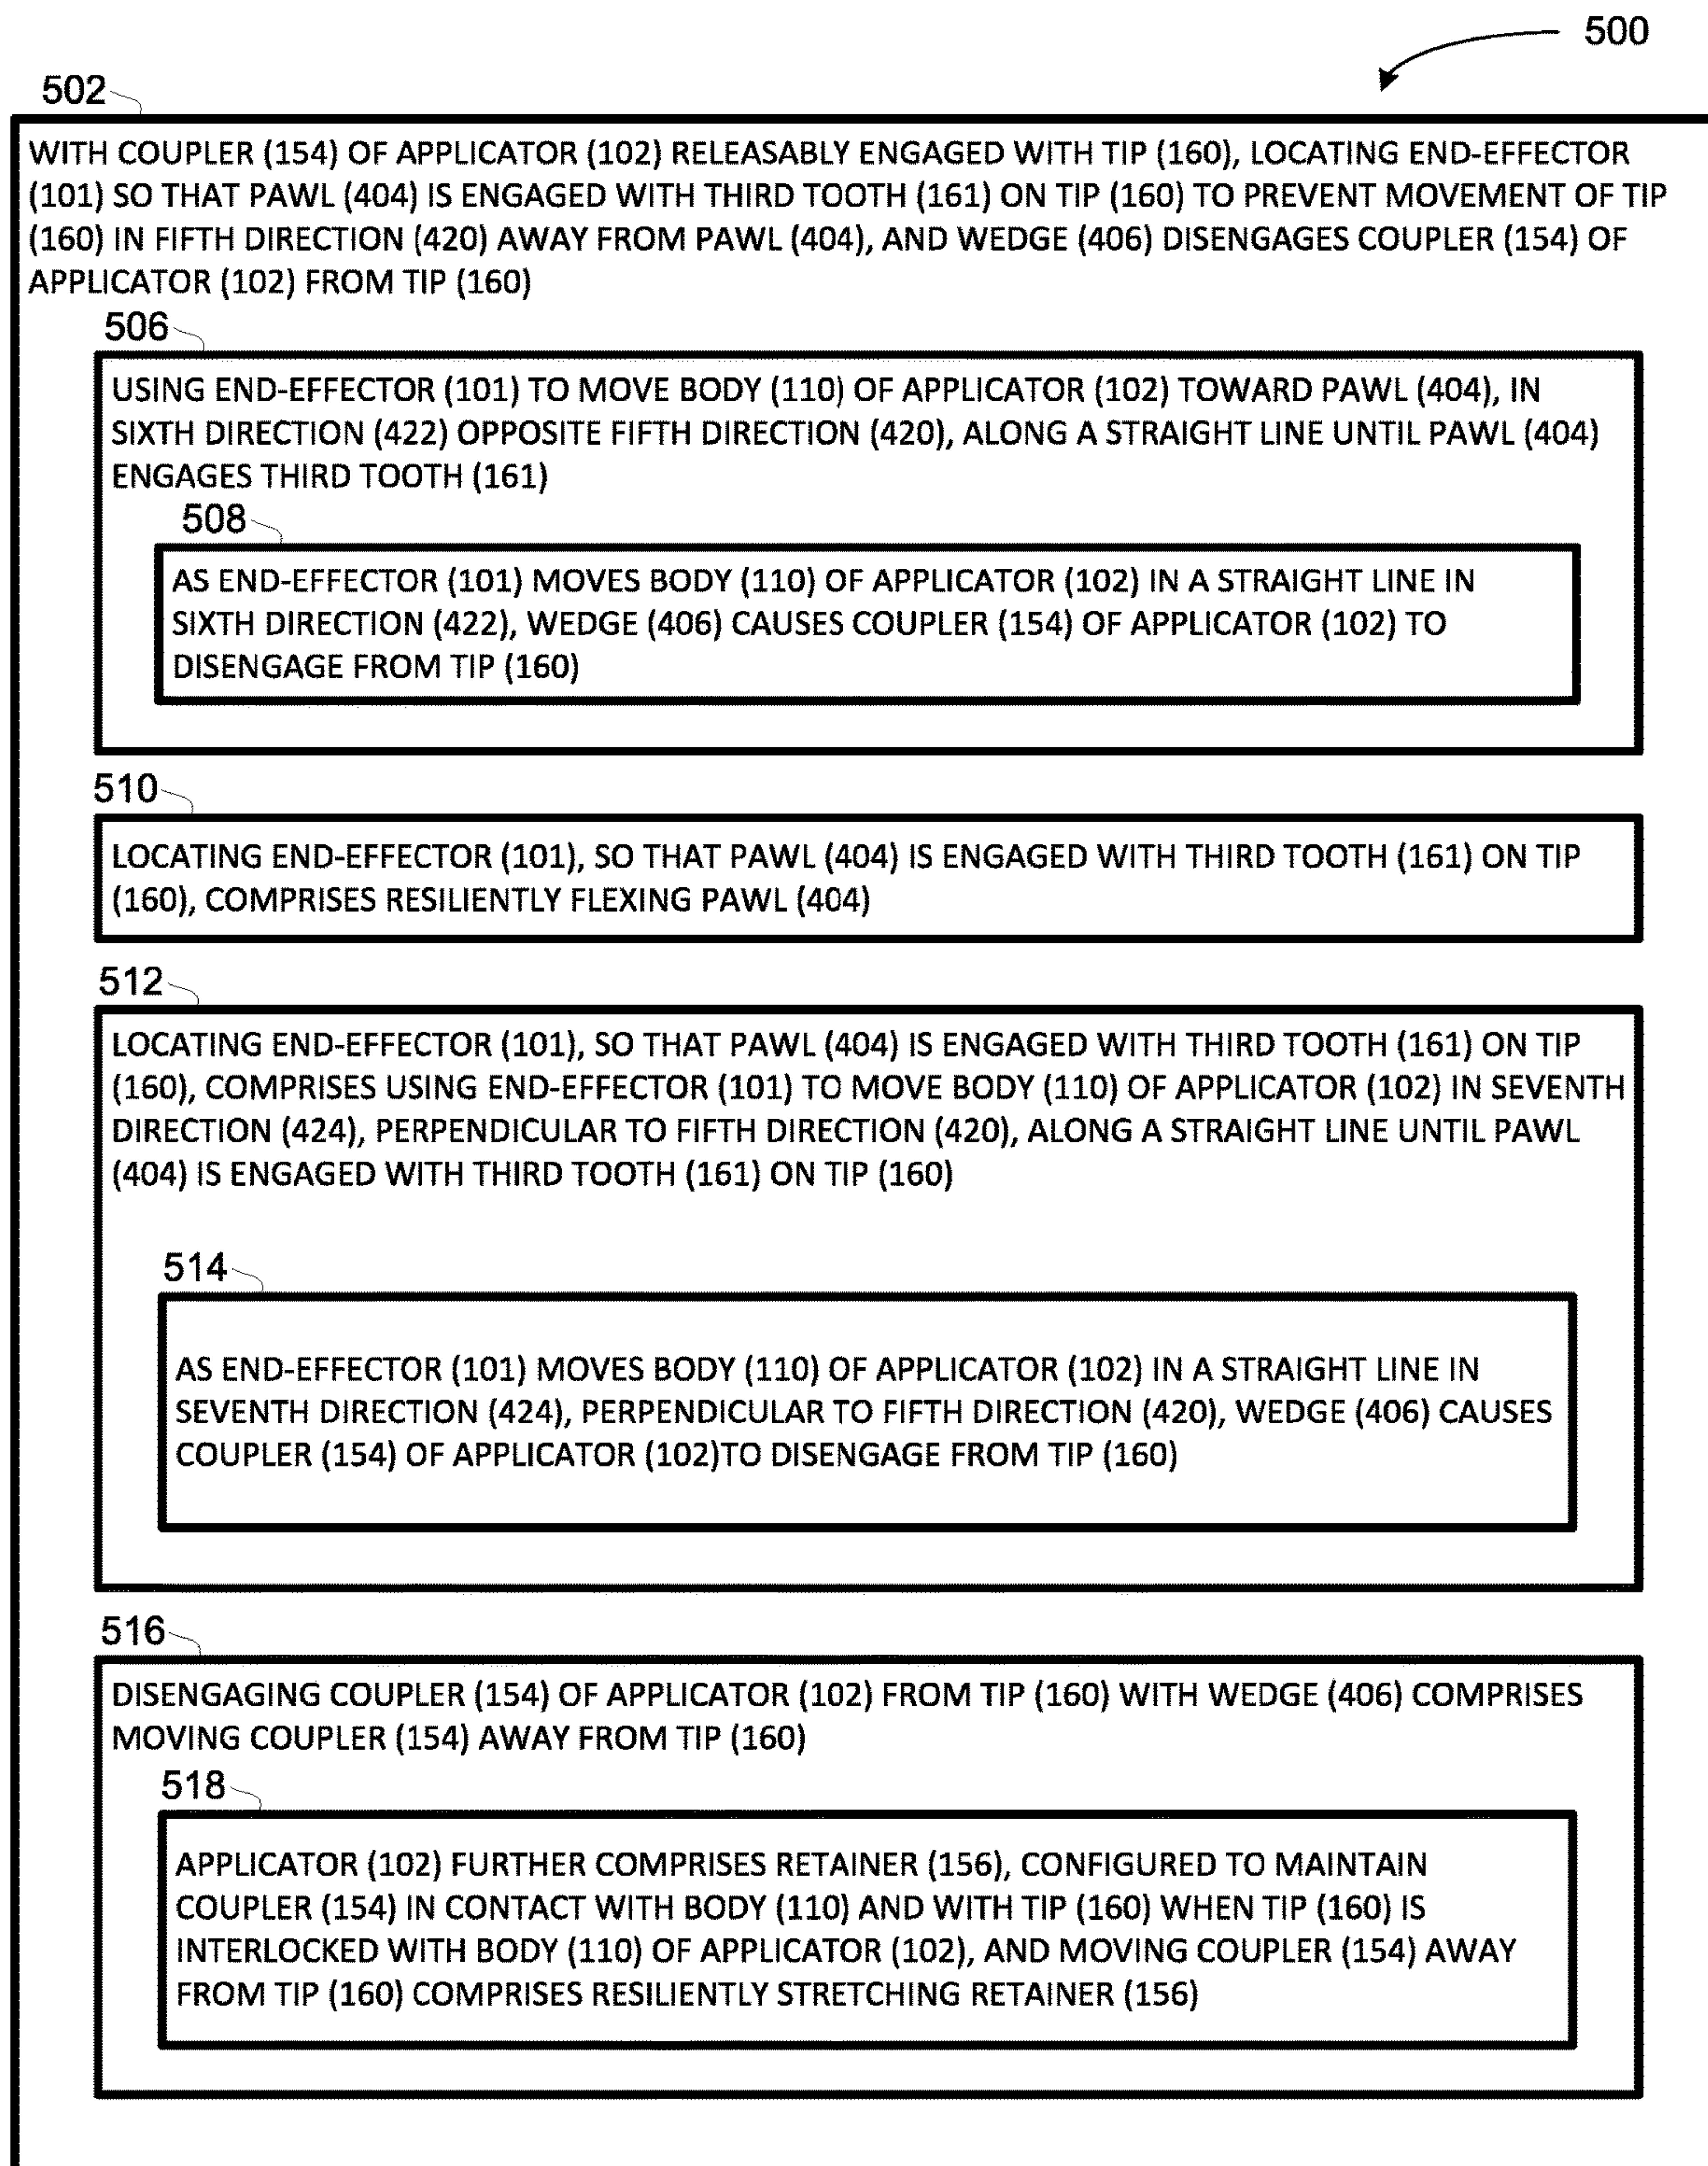 500
502
WITH COUPLER (154) OF APPLICATOR (102) RELEASABLY ENGAGED WITH TIP (160), LOCATING END-EFFECTOR
(101) SO THAT PAWL (404) IS ENGAGED WITH THIRD TOOTH (161) ON TIP (160) TO PREVENT MOVEMENT OF TIP
(160) IN FIFTH DIRECTION (420) AWAY FROM PAWL (404), AND WEDGE (406) DISENGAGES COUPLER (154) OF
APPLICATOR (102) FROM TIP (160)
506
USING END-EFFECTOR (101) TO MOVE BODY (110) OF APPLICATOR (102) TOWARD PAWL (404), IN
SIXTH DIRECTION (422) OPPOSITE FIFTH DIRECTION (420), ALONG A STRAIGHT LINE UNTIL PAWL (404)
ENGAGES THIRD TOOTH (161)
508
AS END-EFFECTOR (101) MOVES BODY (110) OF APPLICATOR (102) IN A STRAIGHT LINE IN
SIXTH DIRECTION (422), WEDGE (406) CAUSES COUPLER (154) OF APPLICATOR (102) TO
DISENGAGE FROM TIP (160)
510
LOCATING END-EFFECTOR (101), SO THAT PAWL (404) IS ENGAGED WITH THIRD TOOTH (161) ON TIP
(160), COMPRISES RESILIENTLY FLEXING PAWL (404)
512
LOCATING END-EFFECTOR (101), SO THAT PAWL (404) IS ENGAGED WITH THIRD TOOTH (161) ON TIP
(160), COMPRISES USING END-EFFECTOR (101) TO MOVE BODY (110) OF APPLICATOR (102) IN SEVENTH
DIRECTION (424), PERPENDICULAR TO FIFTH DIRECTION (420), ALONG A STRAIGHT LINE UNTIL PAWL
(404) IS ENGAGED WITH THIRD TOOTH (161) ON TIP (160)
514
AS END-EFFECTOR (101) MOVES BODY (110) OF APPLICATOR (102) IN A STRAIGHT LINE IN
SEVENTH DIRECTION (424), PERPENDICULAR TO FIFTH DIRECTION (420), WEDGE (406) CAUSES
COUPLER (154) OF APPLICATOR (102)TO DISENGAGE FROM TIP (160)
516
DISENGAGING COUPLER (154) OF APPLICATOR (102) FROM TIP (160) WITH WEDGE (406) COMPRISES
MOVING COUPLER (154) AWAY FROM TIP (160)
518
APPLICATOR (102) FURTHER COMPRISES RETAINER (156), CONFIGURED TO MAINTAIN
COUPLER (154) IN CONTACT WITH BODY (110) AND WITH TIP (160) WHEN TIP (160) IS
INTERLOCKED WITH BODY (110) OF APPLICATOR (102), AND MOVING COUPLER (154) AWAY
FROM TIP (160) COMPRISES RESILIENTLY STRETCHING RETAINER (156)